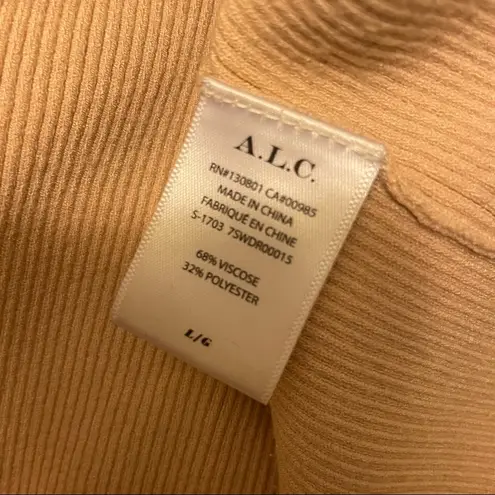 A.L.C.
RN#130801 CA#00985
MADE IN CHINA
FABRIQUÉ EN CHINE
S-1703 7SWDR00015
68% VISCOSE
32% POLYESTER
L/G